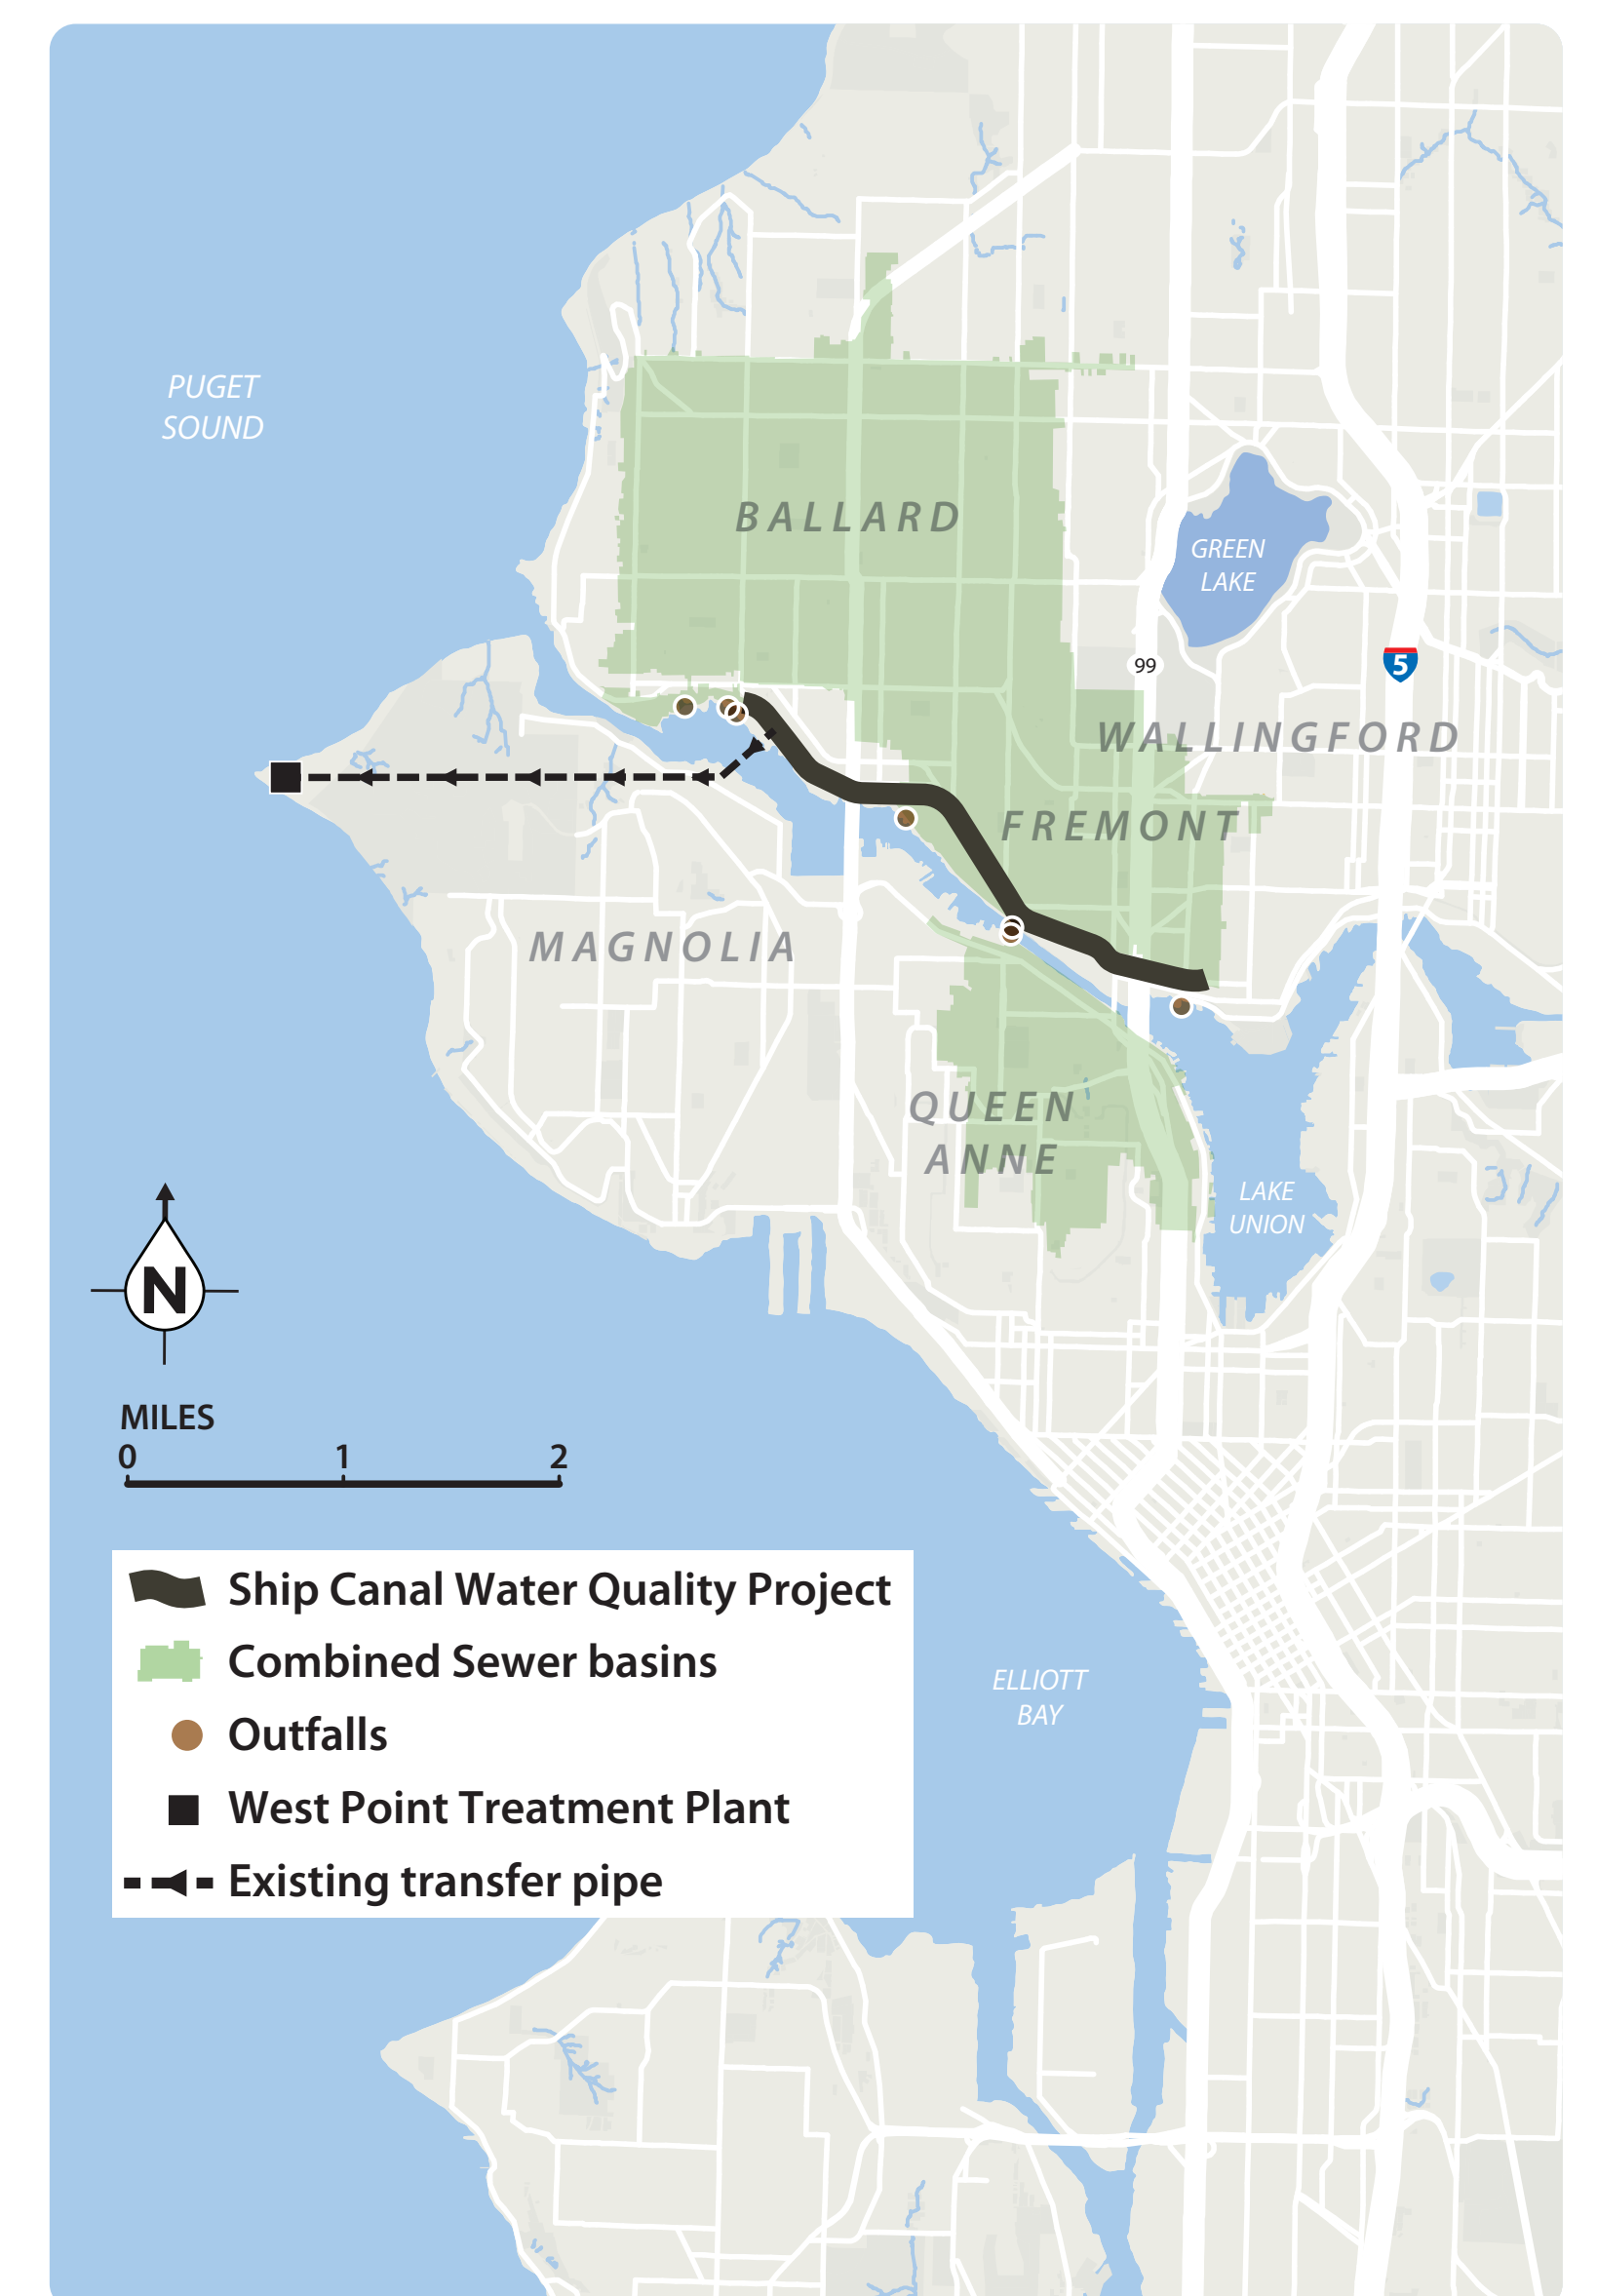 PUGET
SOUND
BALLARD
GREEN
LAKE
99
5
WALLINGFORD
FREMONT
MAGNOLIA
QUEEN
ANNE
LAKE
UNION
N
MILES
0 1 2
Ship Canal Water Quality Project
Combined Sewer basins
ELLIOTT
BAY
Outfalls
West Point Treatment Plant
Existing transfer pipe